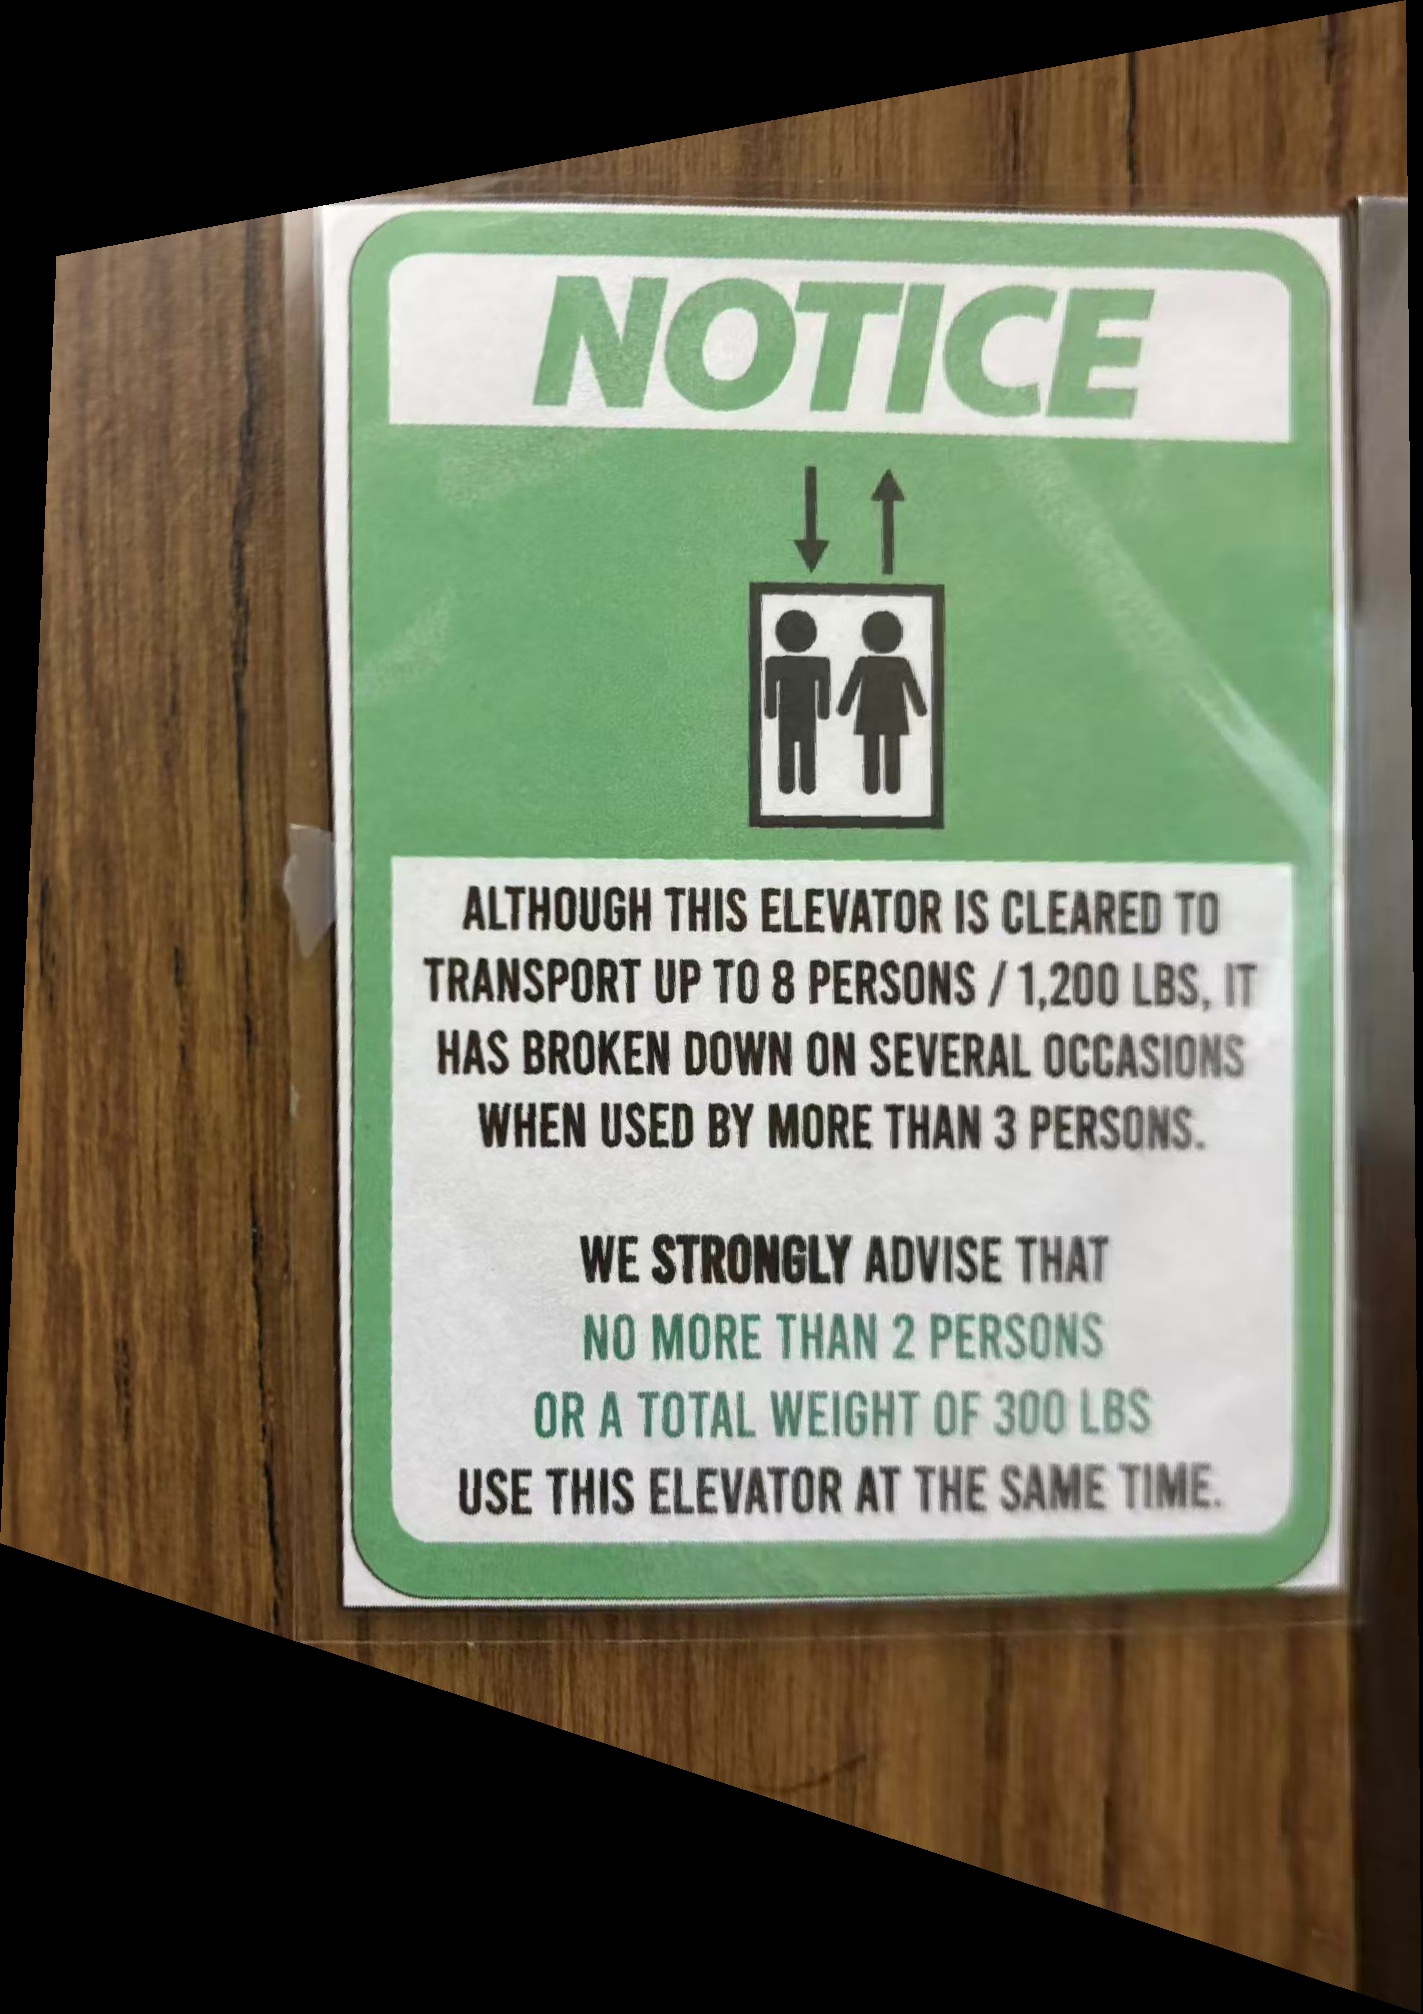 NOTICE
ALTHOUGH THIS ELEVATOR IS CLEARED TO
TRANSPORT UP TO 8 PERSONS / 1,200 LBS, IT
HAS BROKEN DOWN ON SEVERAL OCCASIONS
WHEN USED BY MORE THAN 3 PERSONS.
WE STRONGLY ADVISE THAT
NO MORE THAN 2 PERSONS
OR A TOTAL WEIGHT OF 300 LBS
USE THIS ELEVATOR AT THE SAME TIME.